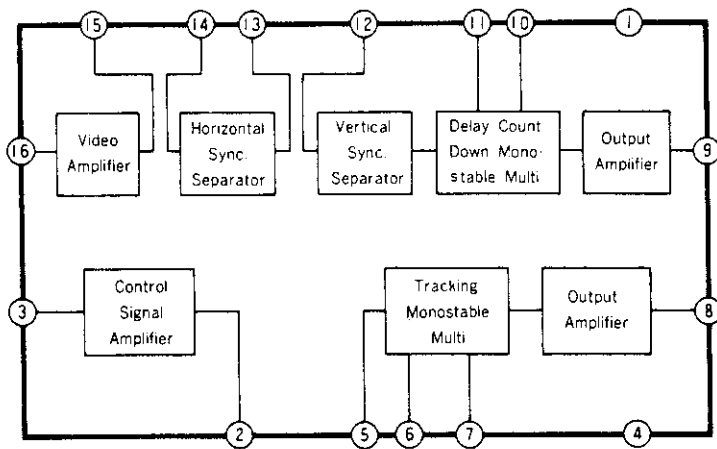 15 14 13 12 11 10 1
Video
Amplifier
Horizontal
Sync.
Separator
Vertical
Sync.
Separator
Delay Count
Down Mono-
stable Multi
Output
Amplifier
16
9
Control
Signal
Amplifier
Tracking
Monostable
Multi
Output
Amplifier
3
8
2 5 6 7 4